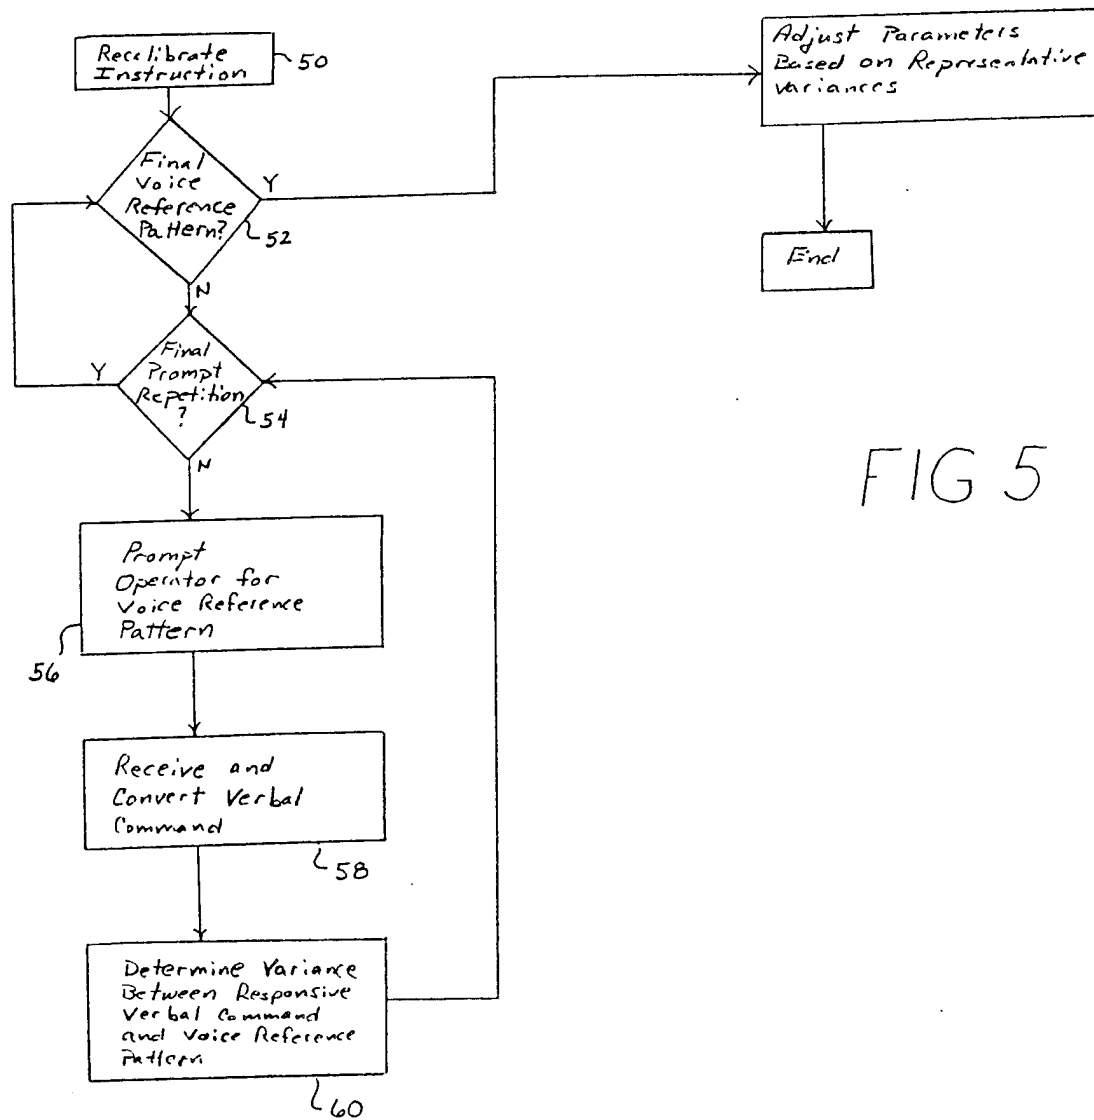 Recalibrate
Instruction
50
Final
Voice
Reference
Pattern?
Y
52
N
Final
Prompt
Repetition
?
Y
54
N
Prompt
Operator for
Voice Reference
Pattern
56
Receive and
Convert Verbal
Command
58
Determine Variance
Between Responsive
Verbal Command
and Voice Reference
Pattern
60
Adjust Parameters
Based on Representative
Variances
End
FIG 5